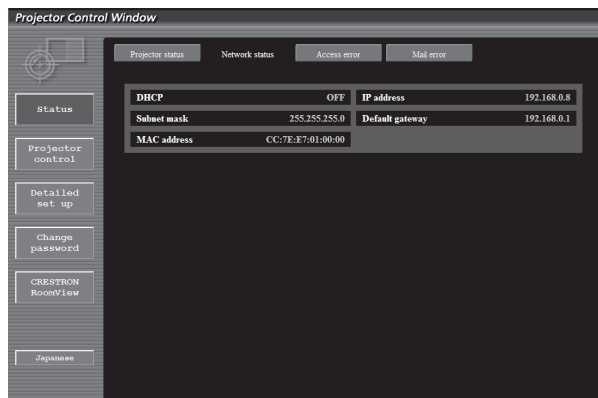 Projector Control Window
Projector status
Network status
Access error
Mail error
Status
Projector
control
Detailed
set up
Change
password
CRESTRON
RoomView
Japanese
DHCP OFF
IP address 192.168.0.8
Subnet mask 255.255.255.0
Default gateway 192.168.0.1
MAC address CC:7E:E7:01:00:00